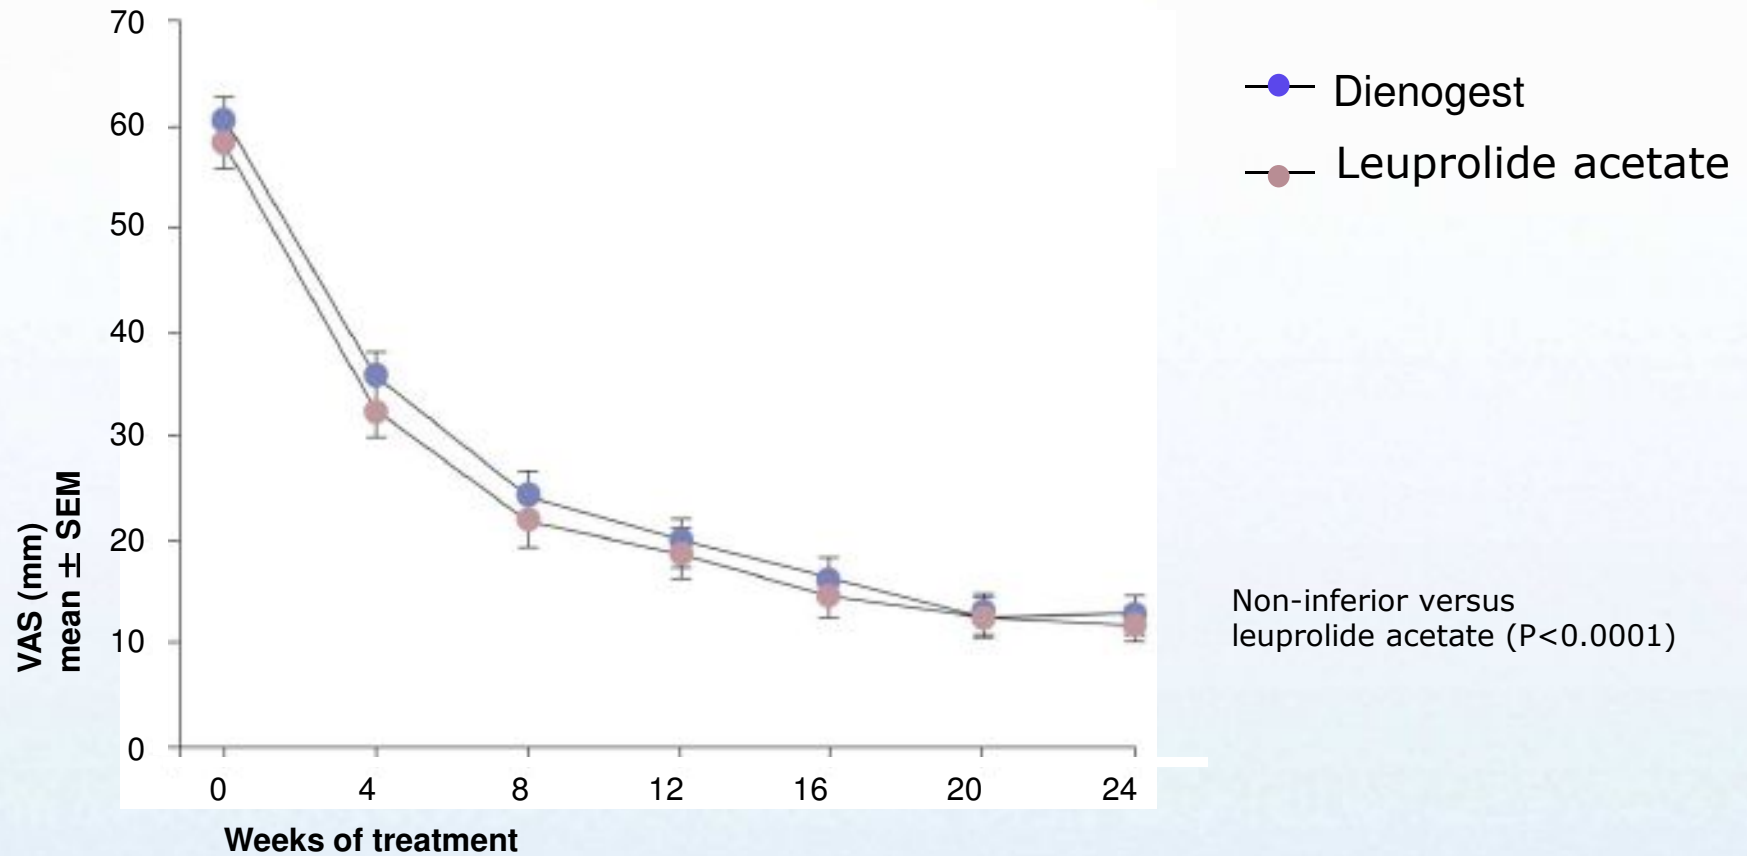 70
60
50
40
30
20
10
0
VAS (mm)
mean ± SEM
0 4 8 12 16 20 24
Weeks of treatment
Dienogest
Leuprolide acetate
Non-inferior versus
leuprolide acetate (P<0.0001)